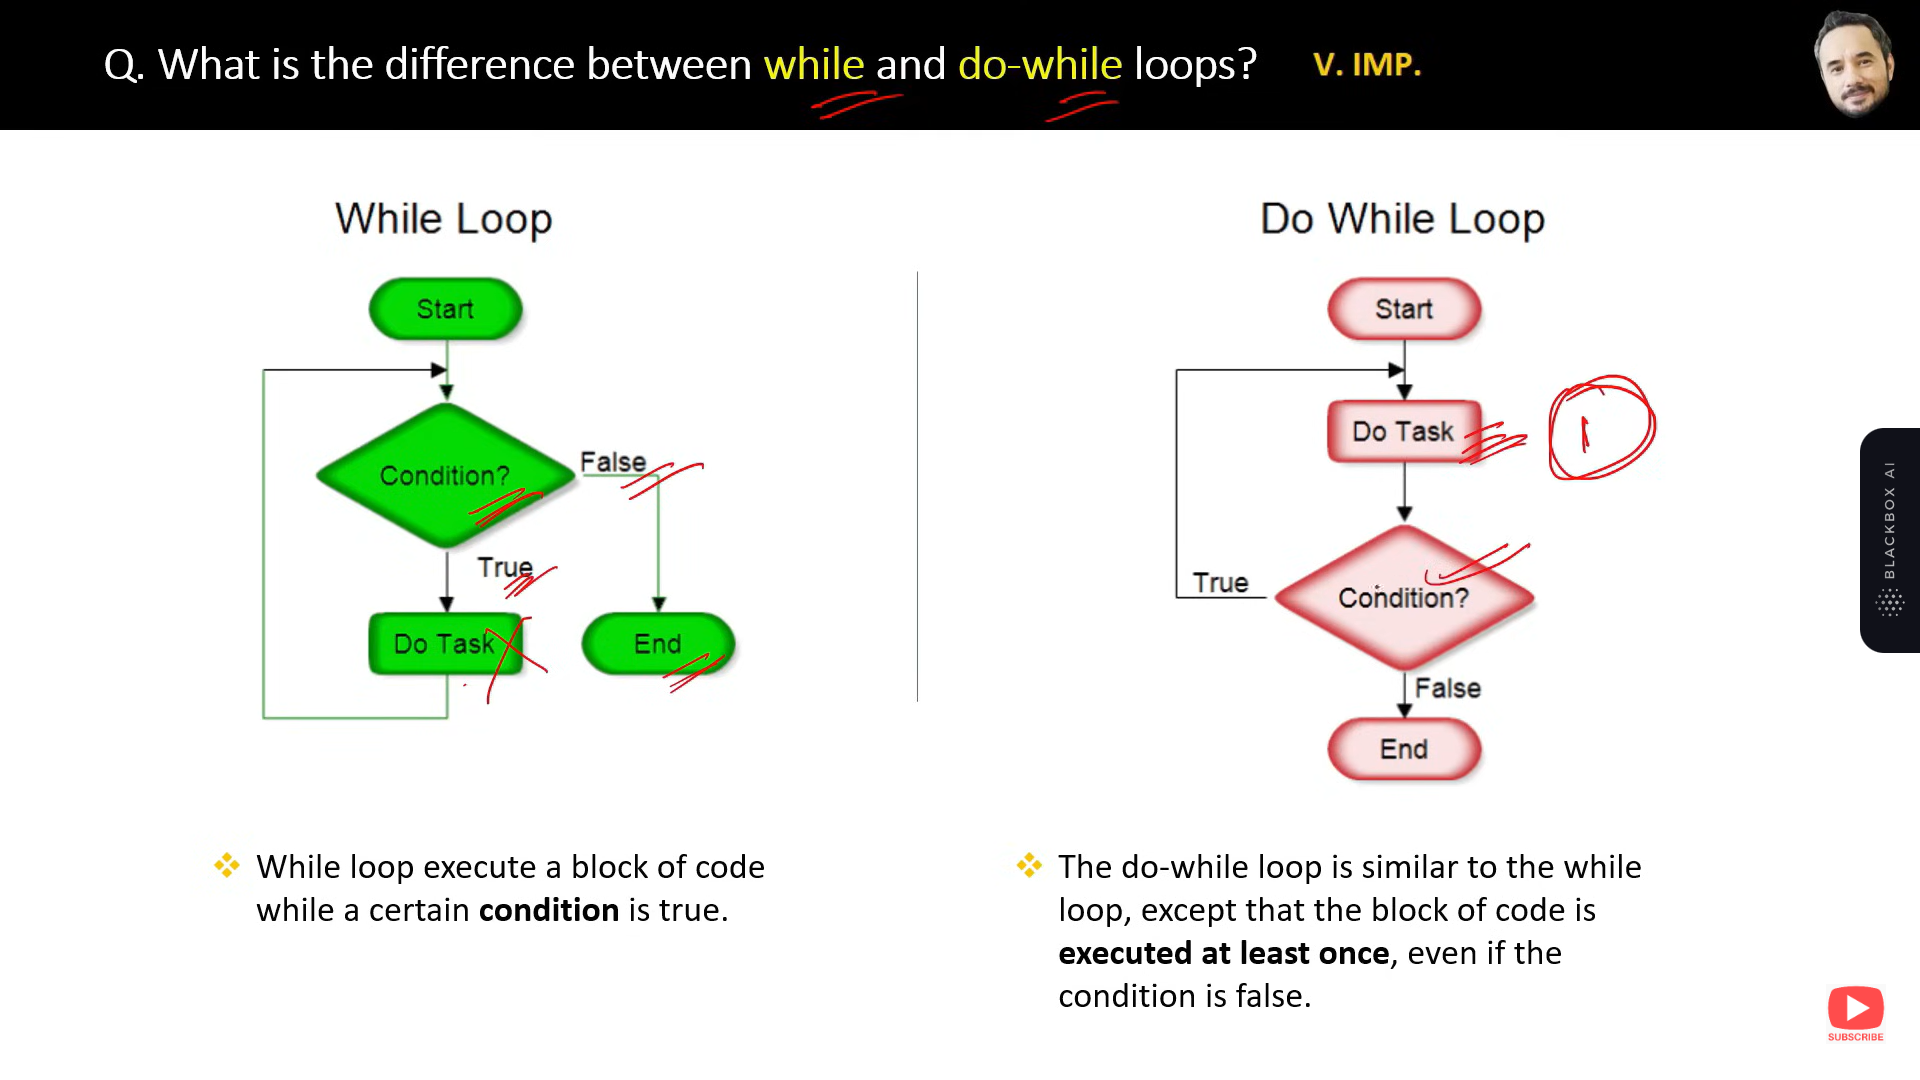 Q. What is the difference between while and do-while loops? V. IMP.
While Loop
Start
Condition?
False
True
Do Task
End
Do While Loop
Start
Do Task
1
Condition?
True
False
End
While loop execute a block of code
while a certain condition is true.
The do-while loop is similar to the while
loop, except that the block of code is
executed at least once, even if the
condition is false.
BLACKBOX AI
SUBSCRIBE